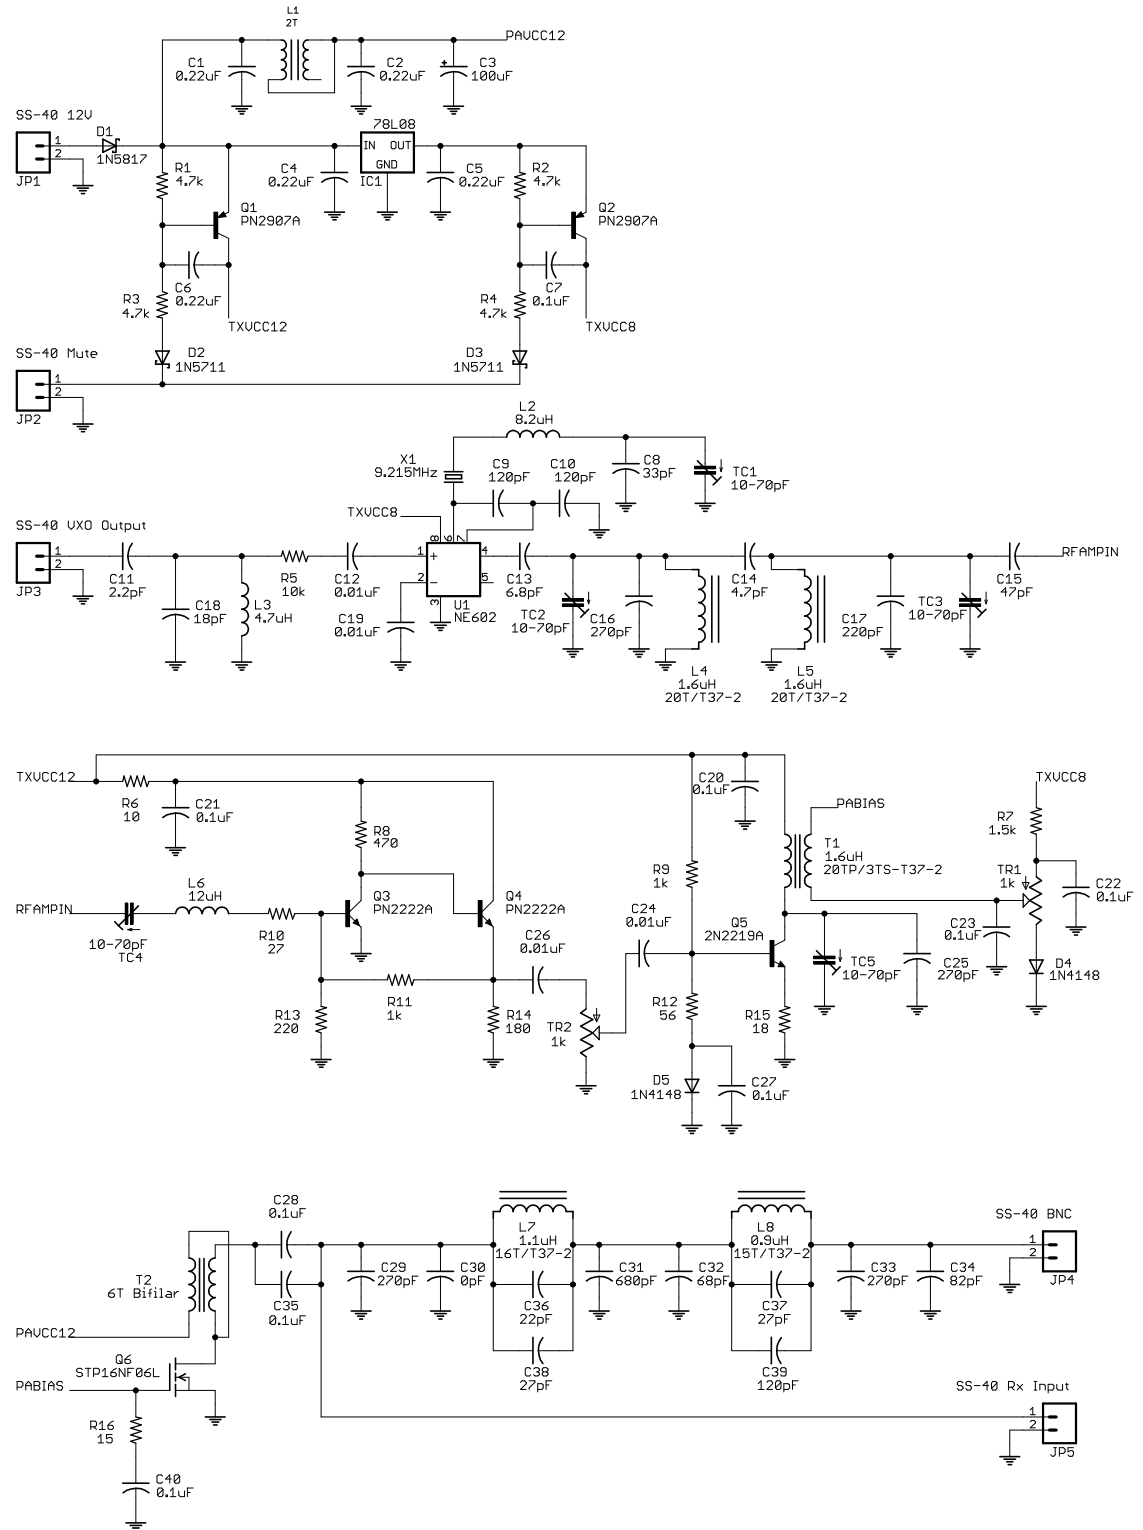 L1
2T
PAVCC12
C1
0.22uF
C2
0.22uF
C3
100uF
+
SS-40 12V
D1
1N5817
1
2
JP1
78L08
IN OUT
GND
IC1
R1
4.7k
C4
0.22uF
C5
0.22uF
R2
4.7k
Q1
PN2907A
Q2
PN2907A
C6
0.22uF
C7
0.1uF
R3
4.7k
R4
4.7k
TXVCC12
TXVCC8
D2
1N5711
D3
1N5711
SS-40 Mute
1
2
JP2
L2
8.2uH
X1
9.215MHz
C9
120pF
C10
120pF
C8
33pF
TC1
10-70pF
TXVCC8
SS-40 VXO Output
1
2
JP3
C11
2.2pF
R5
10k
C12
0.01uF
8
6
7
1
+
4
2
-
5
3
U1
NE602
C13
6.8pF
C14
4.7pF
C15
47pF
RFAMPIN
C18
18pF
L3
4.7uH
C19
0.01uF
TC2
10-70pF
C16
270pF
L4
1.6uH
20T/T37-2
L5
1.6uH
20T/T37-2
C17
220pF
TC3
10-70pF
TXVCC12
R6
10
C21
0.1uF
R8
470
C20
0.1uF
PABIAS
TXVCC8
R7
1.5k
T1
1.6uH
20TP/3TS-T37-2
R9
1k
TR1
1k
C22
0.1uF
RFAMPIN
10-70pF
TC4
L6
12uH
R10
27
Q3
PN2222A
Q4
PN2222A
C26
0.01uF
C24
0.01uF
Q5
2N2219A
C23
0.1uF
TC5
10-70pF
C25
270pF
D4
1N4148
R13
220
R11
1k
R14
180
TR2
1k
R12
56
R15
18
D5
1N4148
C27
0.1uF
C28
0.1uF
L7
1.1uH
16T/T37-2
L8
0.9uH
15T/T37-2
SS-40 BNC
1
2
JP4
T2
6T Bifilar
C35
0.1uF
C29
270pF
C30
0pF
C36
22pF
C31
680pF
C32
68pF
C37
27pF
C33
270pF
C34
82pF
PAVCC12
C38
27pF
C39
120pF
Q6
STP16NF06L
PABIAS
SS-40 Rx Input
1
2
JP5
R16
15
C40
0.1uF